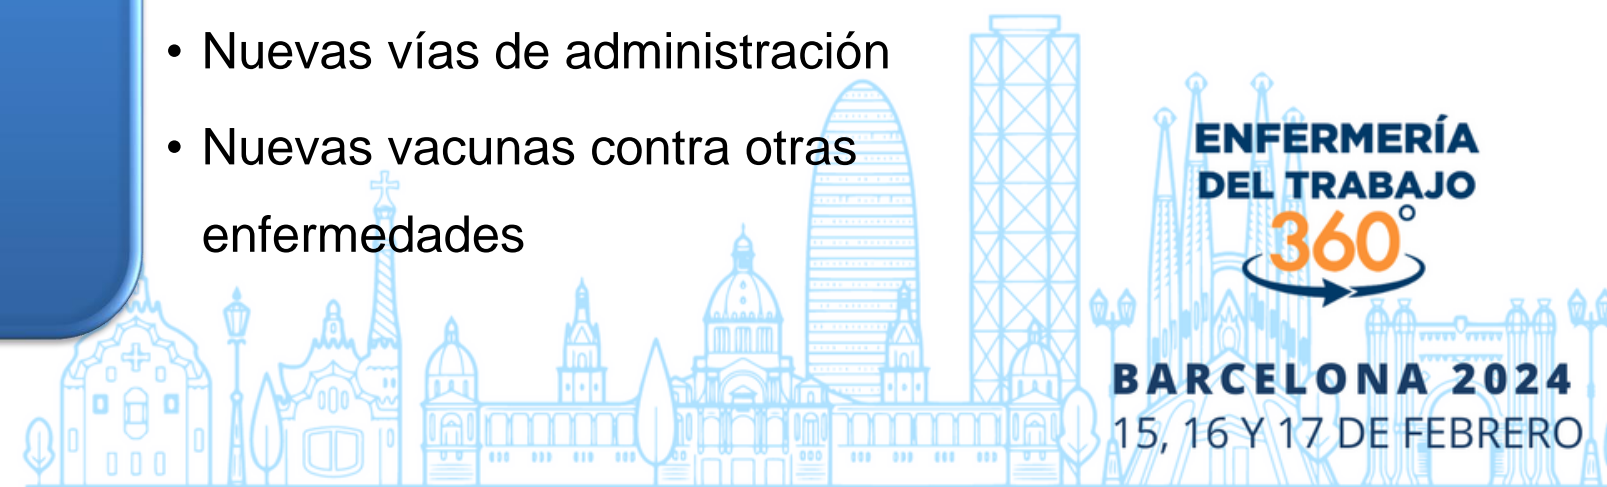 • Nuevas vías de administración
• Nuevas vacunas contra otras
enfermedades
ENFERMERÍA
DEL TRABAJO
360°
BARCELONA 2024
15, 16 Y 17 DE FEBRERO